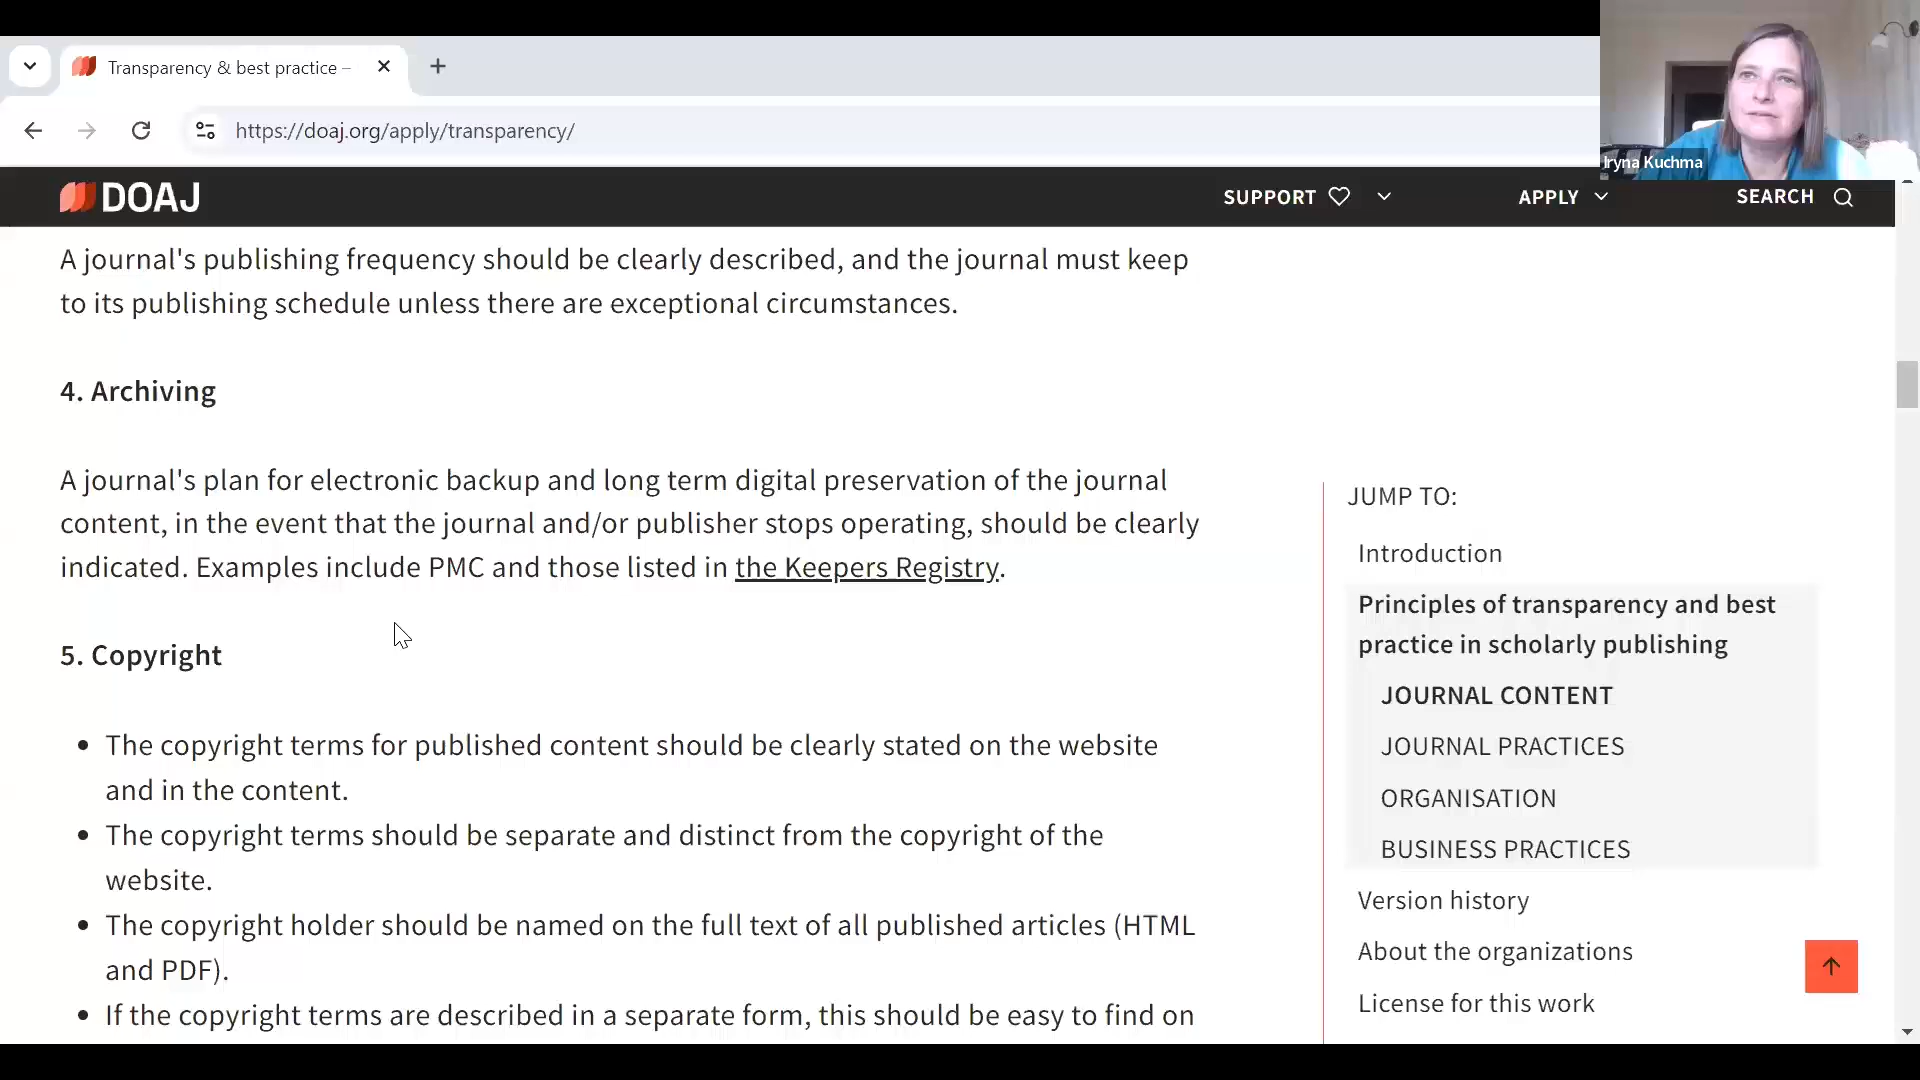 Transparency & best practice –
https://doaj.org/apply/transparency/
Iryna Kuchma
DOAJ
SUPPORT
APPLY
SEARCH
A journal's publishing frequency should be clearly described, and the journal must keep
to its publishing schedule unless there are exceptional circumstances.
4. Archiving
A journal's plan for electronic backup and long term digital preservation of the journal
content, in the event that the journal and/or publisher stops operating, should be clearly
indicated. Examples include PMC and those listed in the Keepers Registry.
5. Copyright
• The copyright terms for published content should be clearly stated on the website
and in the content.
• The copyright terms should be separate and distinct from the copyright of the
website.
• The copyright holder should be named on the full text of all published articles (HTML
and PDF).
• If the copyright terms are described in a separate form, this should be easy to find on
JUMP TO:
Introduction
Principles of transparency and best
practice in scholarly publishing
JOURNAL CONTENT
JOURNAL PRACTICES
ORGANISATION
BUSINESS PRACTICES
Version history
About the organizations
License for this work